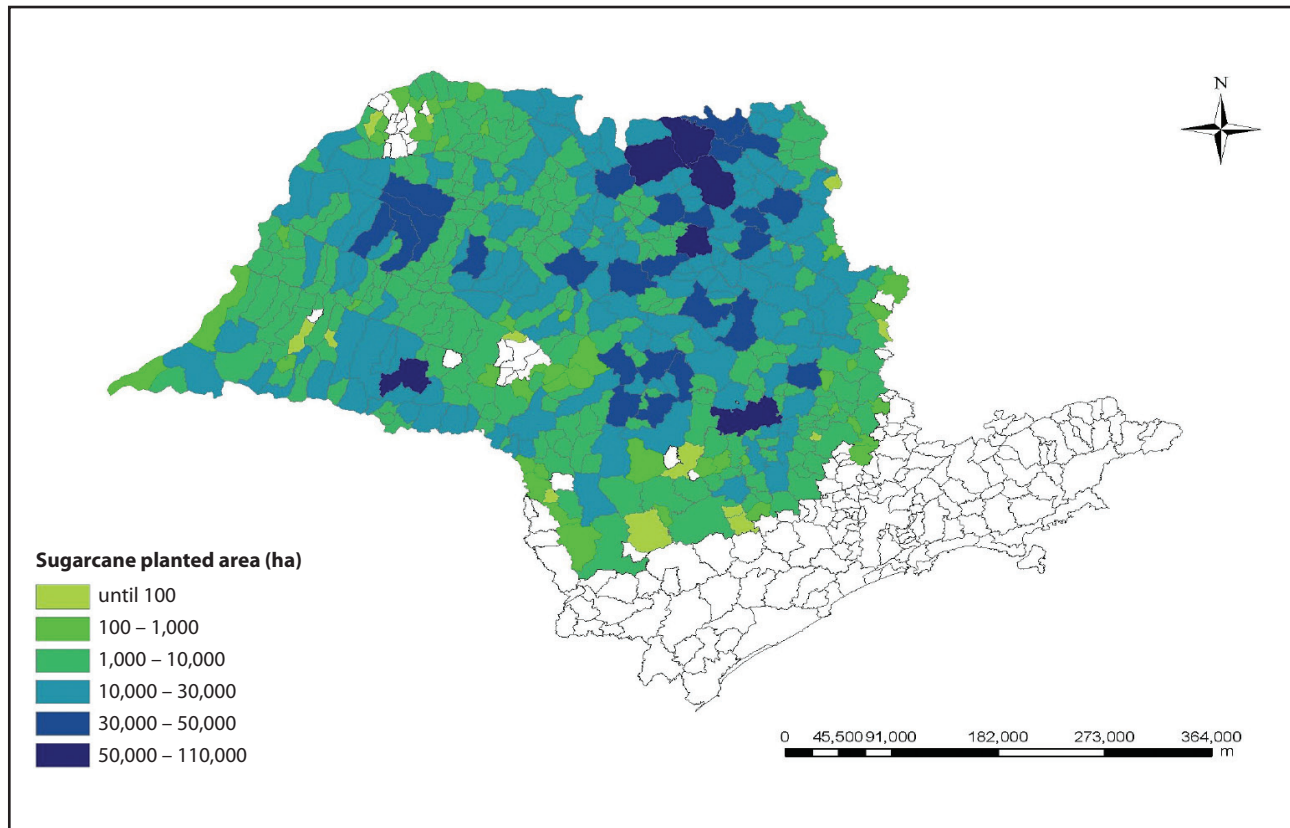 N
Sugarcane planted area (ha)
until 100
100 – 1,000
1,000 – 10,000
10,000 – 30,000
30,000 – 50,000
50,000 – 110,000
0 45,500 91,000 182,000 273,000 364,000
m